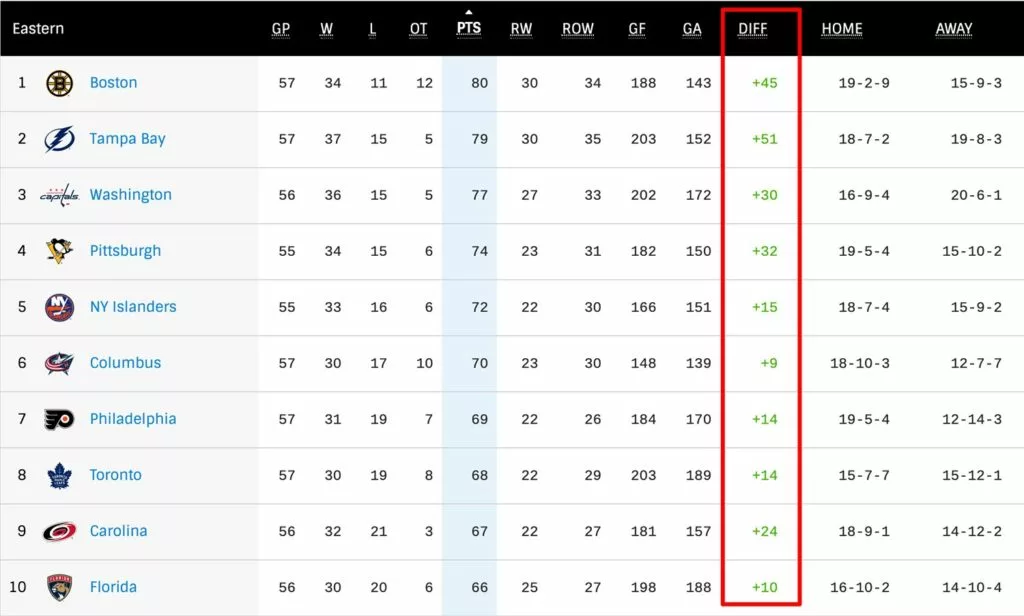 Eastern GP W L OT PTS RW ROW GF GA DIFF HOME AWAY
1 Boston 57 34 11 12 80 30 34 188 143 +45 19-2-9 15-9-3
2 Tampa Bay 57 37 15 5 79 30 35 203 152 +51 18-7-2 19-8-3
3 capitals Washington 56 36 15 5 77 27 33 202 172 +30 16-9-4 20-6-1
4 Pittsburgh 55 34 15 6 74 23 31 182 150 +32 19-5-4 15-10-2
5 NY NY Islanders 55 33 16 6 72 22 30 166 151 +15 18-7-4 15-9-2
6 Columbus 57 30 17 10 70 23 30 148 139 +9 18-10-3 12-7-7
7 Philadelphia 57 31 19 7 69 22 26 184 170 +14 19-5-4 12-14-3
8 Toronto 57 30 19 8 68 22 29 203 189 +14 15-7-7 15-12-1
9 Carolina 56 32 21 3 67 22 27 181 157 +24 18-9-1 14-12-2
10 Florida 56 30 20 6 66 25 27 198 188 +10 16-10-2 14-10-4